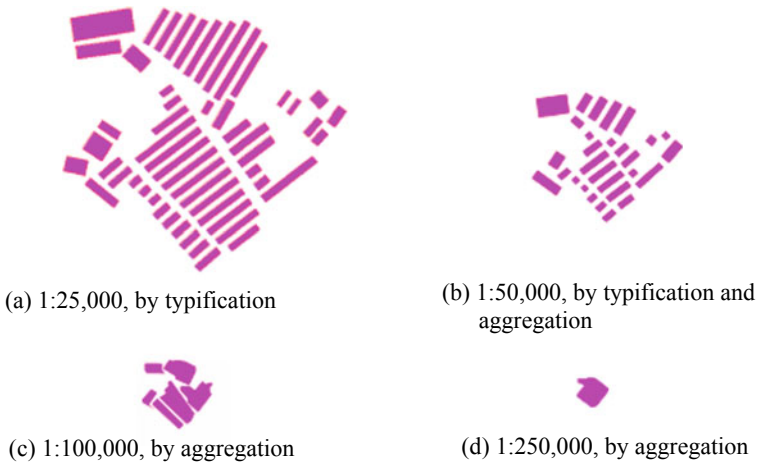 (a) 1:25,000, by typification
(b) 1:50,000, by typification and
aggregation
(c) 1:100,000, by aggregation
(d) 1:250,000, by aggregation